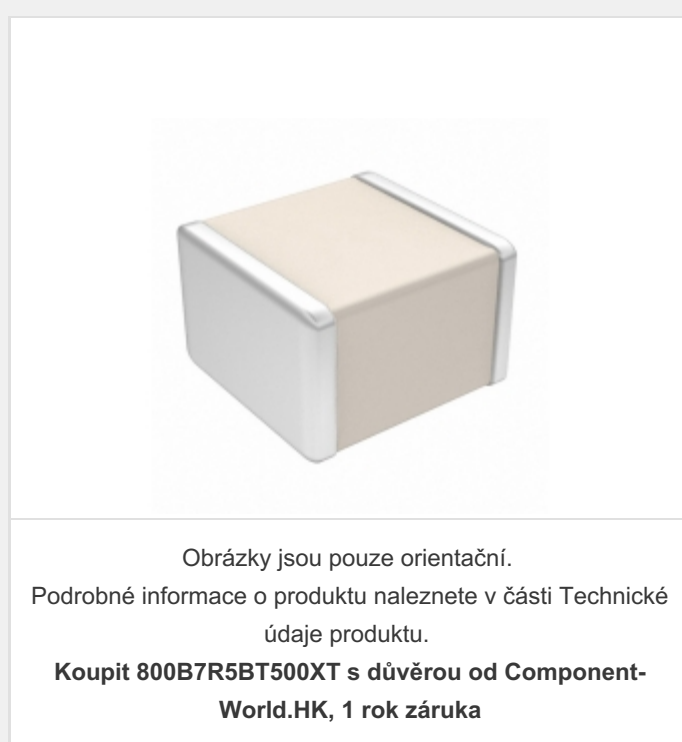 Obrázky jsou pouze orientační.
Podrobné informace o produktu naleznete v části Technické
údaje produktu.
Koupit 800B7R5BT500XT s důvěrou od Component-
World.HK, 1 rok záruka